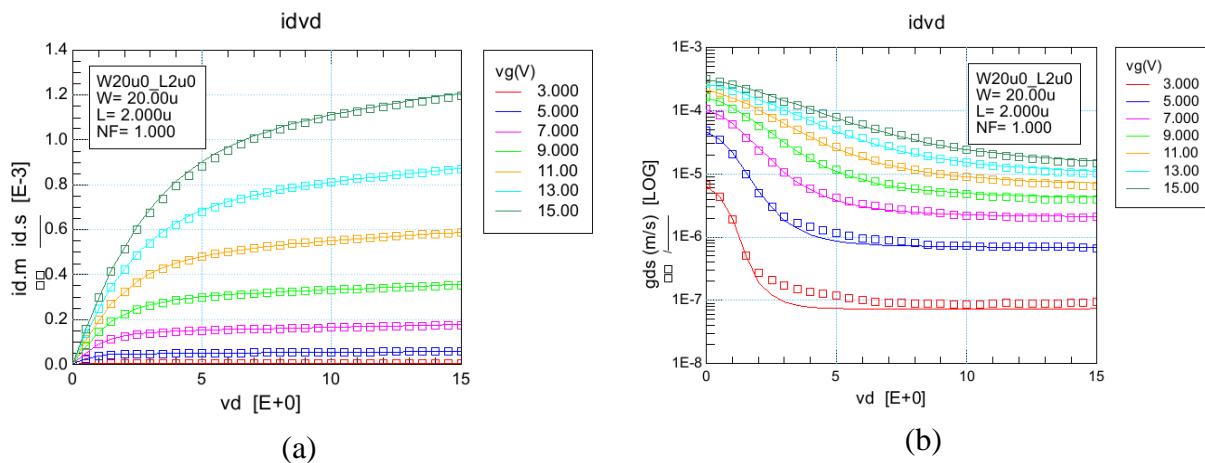 idvd
1.4
1.2
1.0
0.8
0.6
0.4
0.2
0.0
id.m id.s [E-3]
W20u0_L2u0
W= 20.00u
L= 2.000u
NF= 1.000
0
5
10
15
vd [E+0]
vg(V)
3.000
5.000
7.000
9.000
11.00
13.00
15.00
(a)
idvd
1E-3
1E-4
1E-5
1E-6
1E-7
1E-8
gds (m/s) [LOG]
W20u0_L2u0
W= 20.00u
L= 2.000u
NF= 1.000
0
5
10
15
vd [E+0]
vg(V)
3.000
5.000
7.000
9.000
11.00
13.00
15.00
(b)